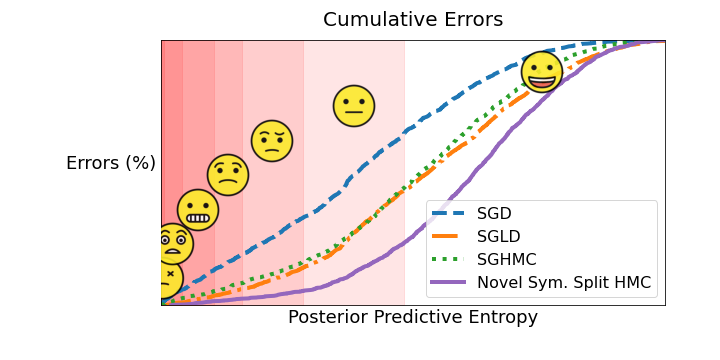 Cumulative Errors
Errors (%)
SGD
SGLD
SGHMC
Novel Sym. Split HMC
Posterior Predictive Entropy